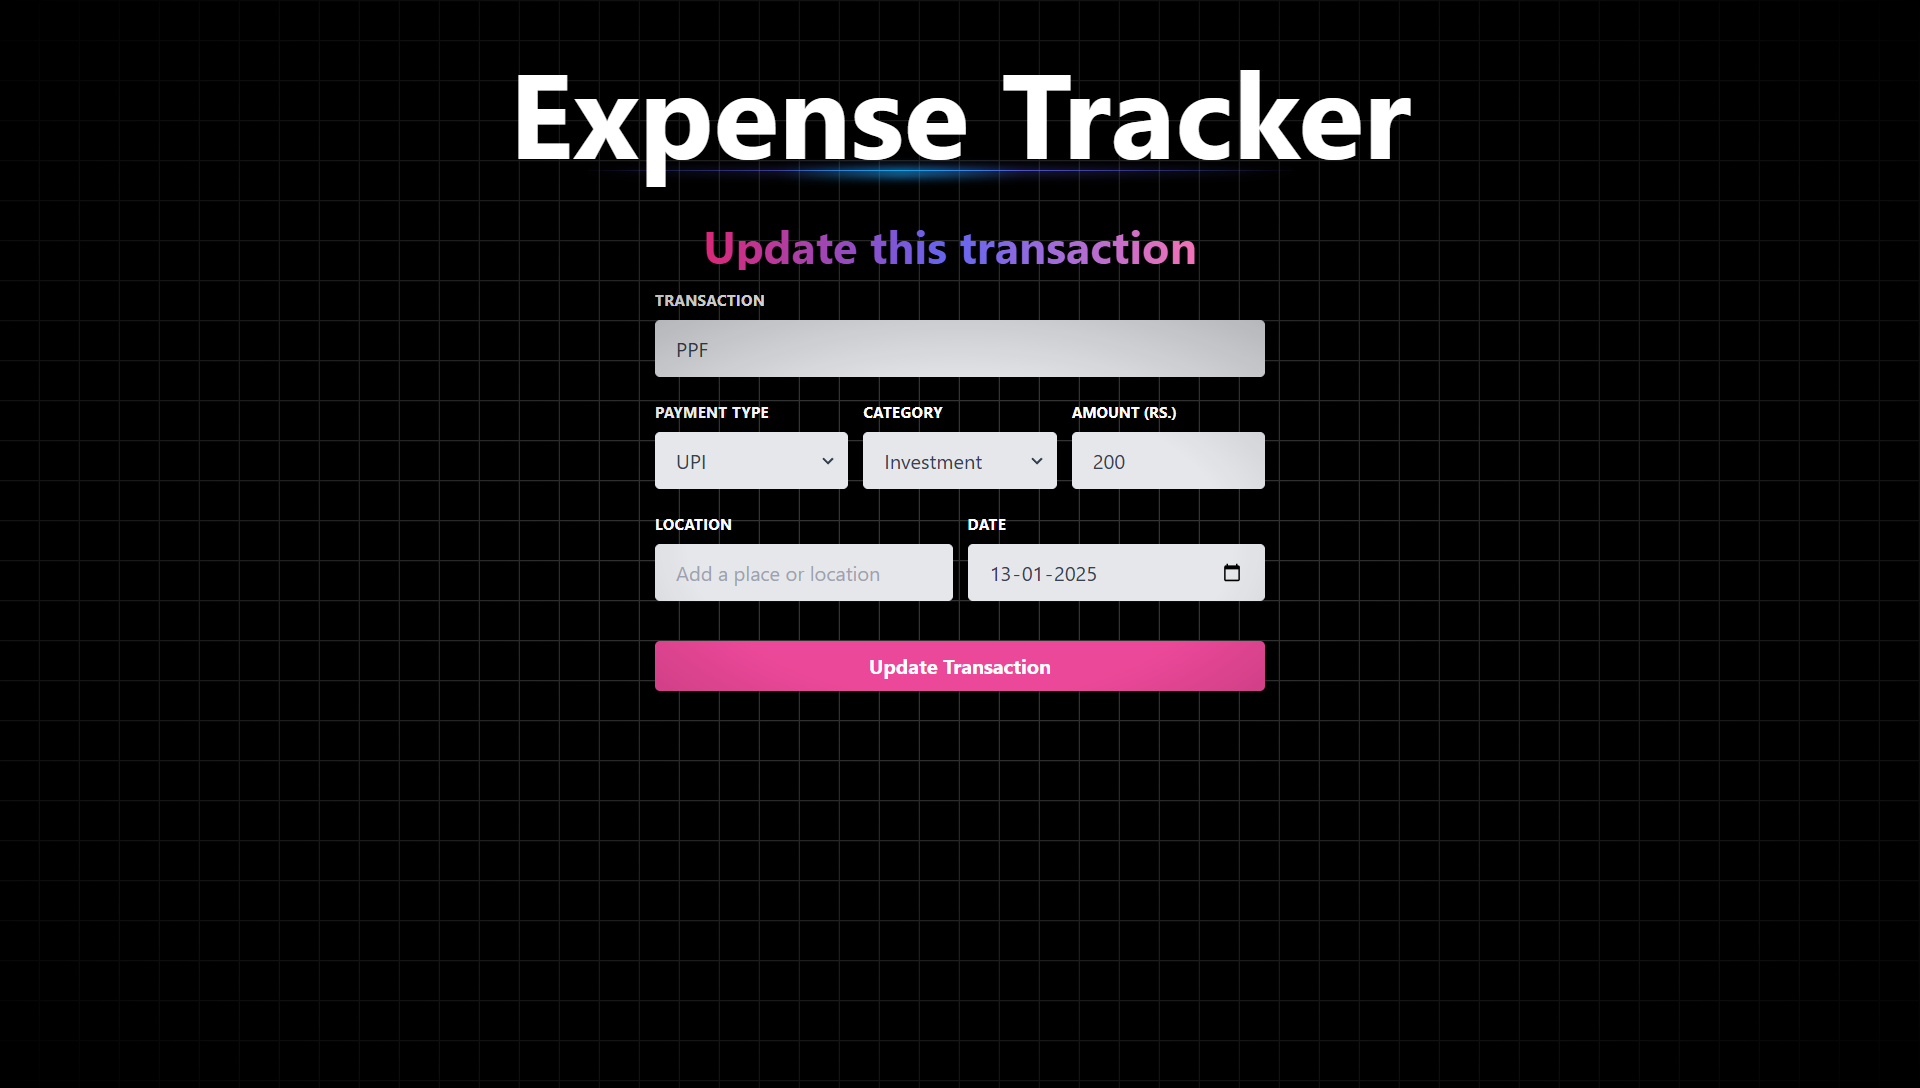 Expense Tracker
Update this transaction
TRANSACTION
PPF
PAYMENT TYPE CATEGORY AMOUNT (RS.)
UPI Investment 200
LOCATION DATE
Add a place or location 13-01-2025
Update Transaction